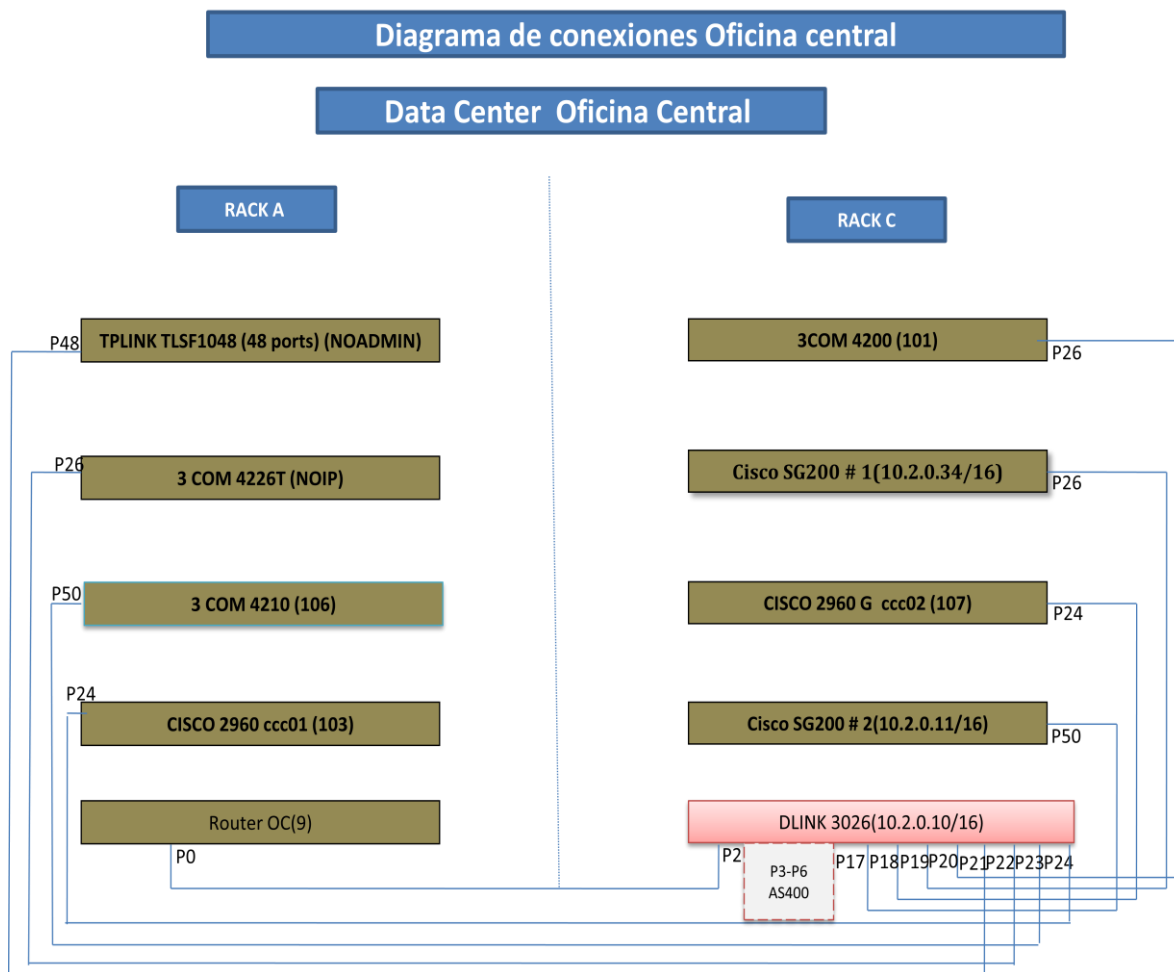 Diagrama de conexiones Oficina central
Data Center Oficina Central
RACK A
RACK C
P48
TPLINK TLSF1048 (48 ports) (NOADMIN)
3COM 4200 (101)
P26
P26
3 COM 4226T (NOIP)
Cisco SG200 # 1(10.2.0.34/16)
P26
P50
3 COM 4210 (106)
CISCO 2960 G ccc02 (107)
P24
P24
CISCO 2960 ccc01 (103)
Cisco SG200 # 2(10.2.0.11/16)
P50
Router OC(9)
DLINK 3026(10.2.0.10/16)
P0
P2
P3-P6
AS400
P17
P18
P19
P20
P21
P22
P23
P24